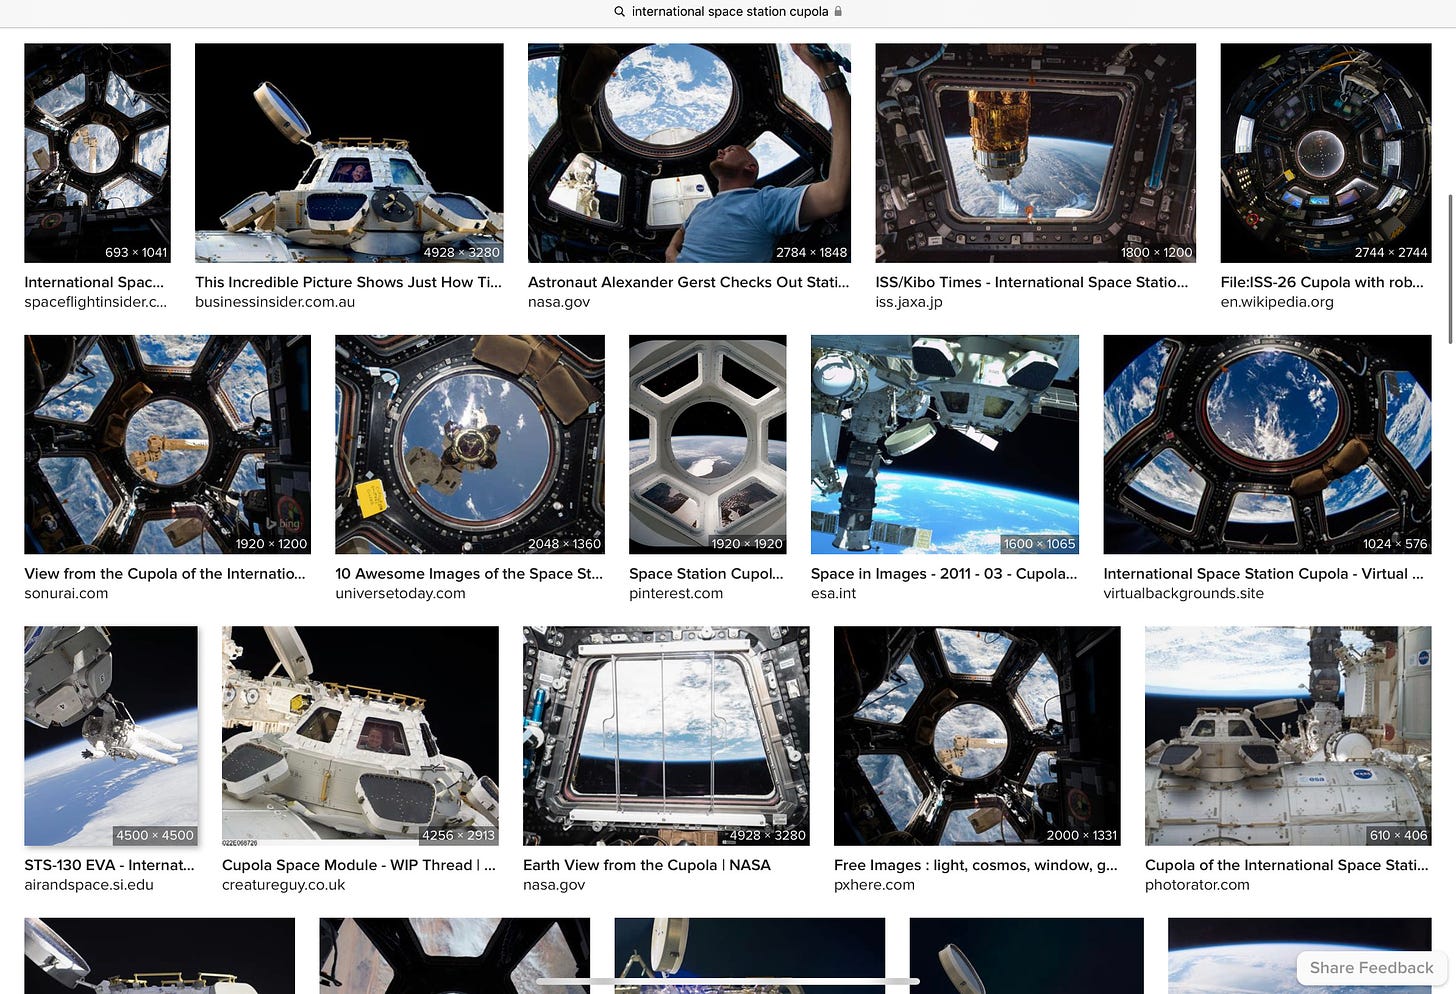 international space station cupola
693 × 1041
4928 × 3280
2784 × 1848
1800 × 1200
2744 × 2744
International Spac...
This Incredible Picture Shows Just How Ti...
Astronaut Alexander Gerst Checks Out Stati...
ISS/Kibo Times - International Space Statio...
File:ISS-26 Cupola with rob...
spaceflightinsider.c...
businessinsider.com.au
nasa.gov
iss.jaxa.jp
en.wikipedia.org
bing
1920 × 1200
2048 × 1360
1920 × 1920
1600 × 1065
1024 × 576
View from the Cupola of the Internatio...
10 Awesome Images of the Space St...
Space Station Cupol...
Space in Images - 2011 - 03 - Cupola...
International Space Station Cupola - Virtual ...
sonurai.com
universetoday.com
pinterest.com
esa.int
virtualbackgrounds.site
4500 × 4500
4256 × 2913
4928 × 3280
2000 × 1331
610 × 406
STS-130 EVA - Internat...
Cupola Space Module - WIP Thread | ...
Earth View from the Cupola | NASA
Free Images : light, cosmos, window, g...
Cupola of the International Space Stati...
airandspace.si.edu
creatureguy.co.uk
nasa.gov
pxhere.com
photorator.com
Share Feedback